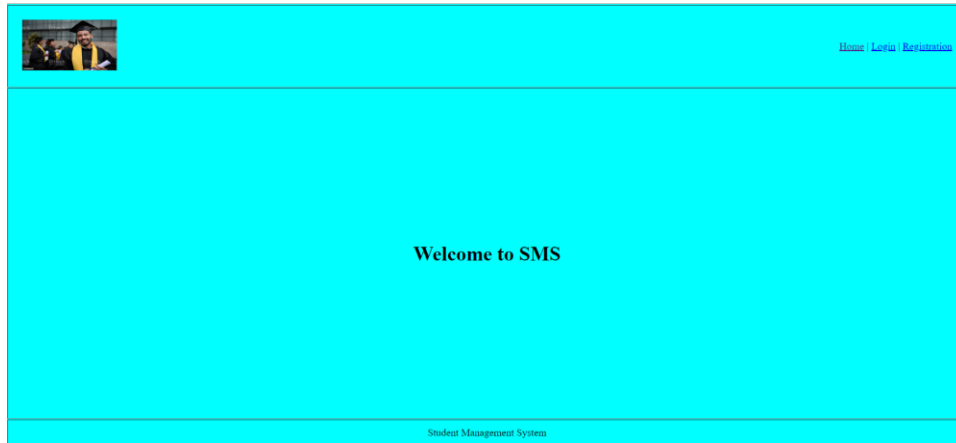 Home | Login | Registration
Welcome to SMS
Student Management System